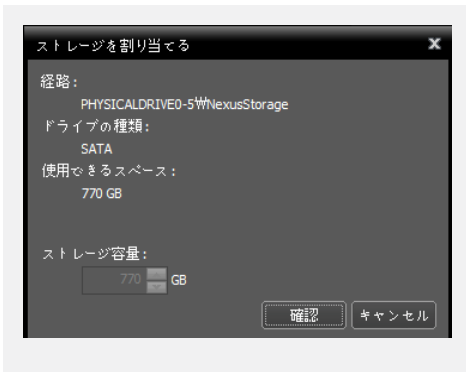 ストレージを割り当てる x
経路:
PHYSICALDRIVE0-5₩NexusStorage
ドライブの種類:
SATA
使用できるスペース:
770 GB
ストレージ容量:
770 GB
確認 キャンセル